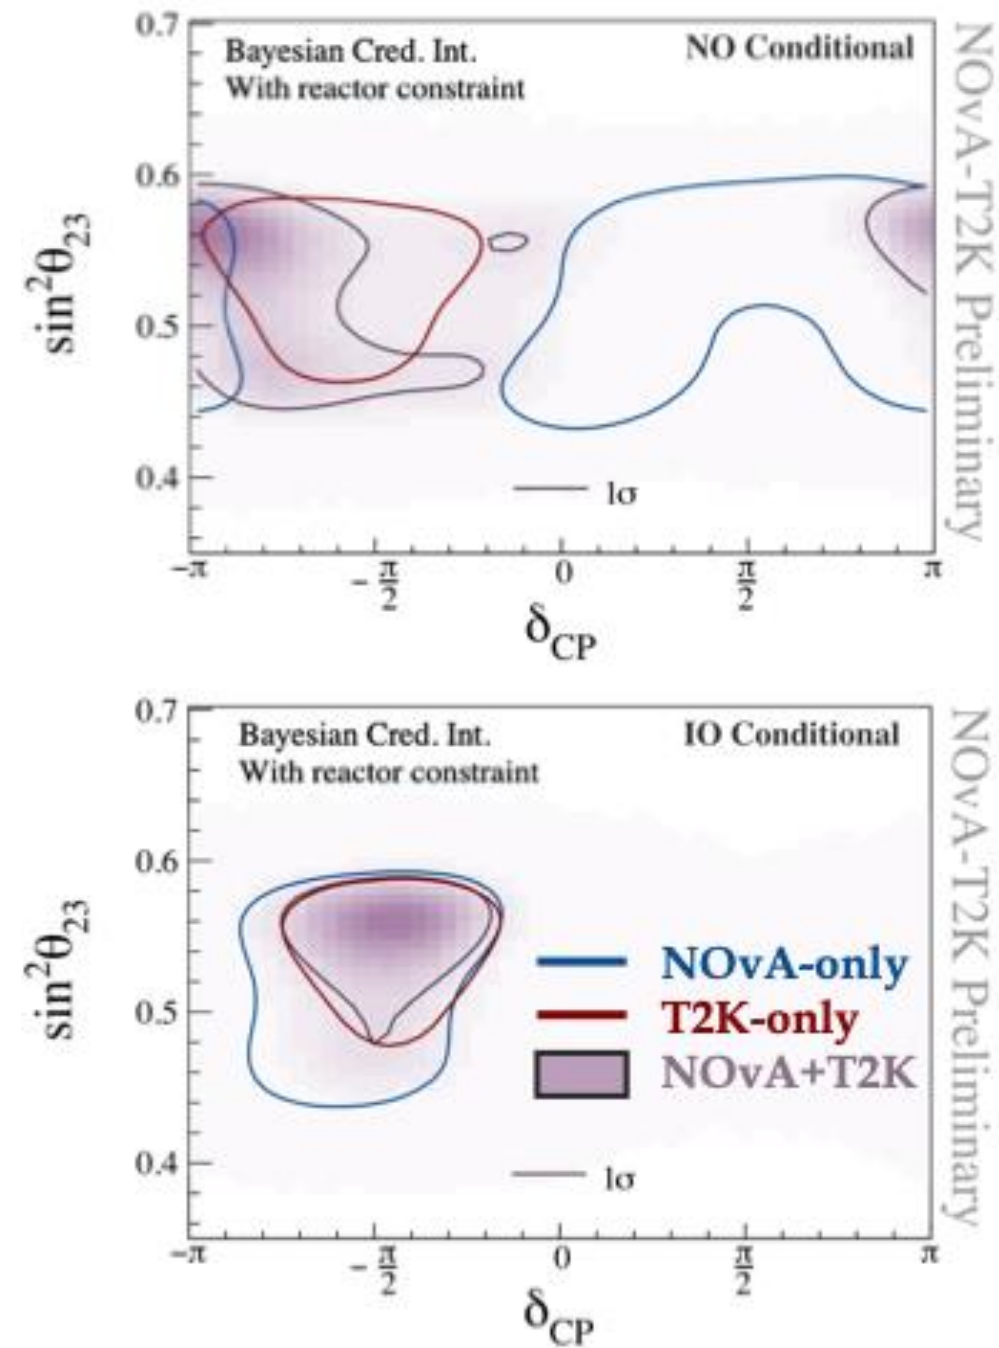 0.7
Bayesian Cred. Int.
With reactor constraint
NO Conditional
0.6
0.5
0.4
sin²θ₂₃
1σ
−π
− π/2
0
π/2
π
δ_CP
NOvA-T2K Preliminary
0.7
Bayesian Cred. Int.
With reactor constraint
IO Conditional
0.6
0.5
0.4
sin²θ₂₃
NOvA-only
T2K-only
NOvA+T2K
1σ
−π
− π/2
0
π/2
π
δ_CP
NOvA-T2K Preliminary